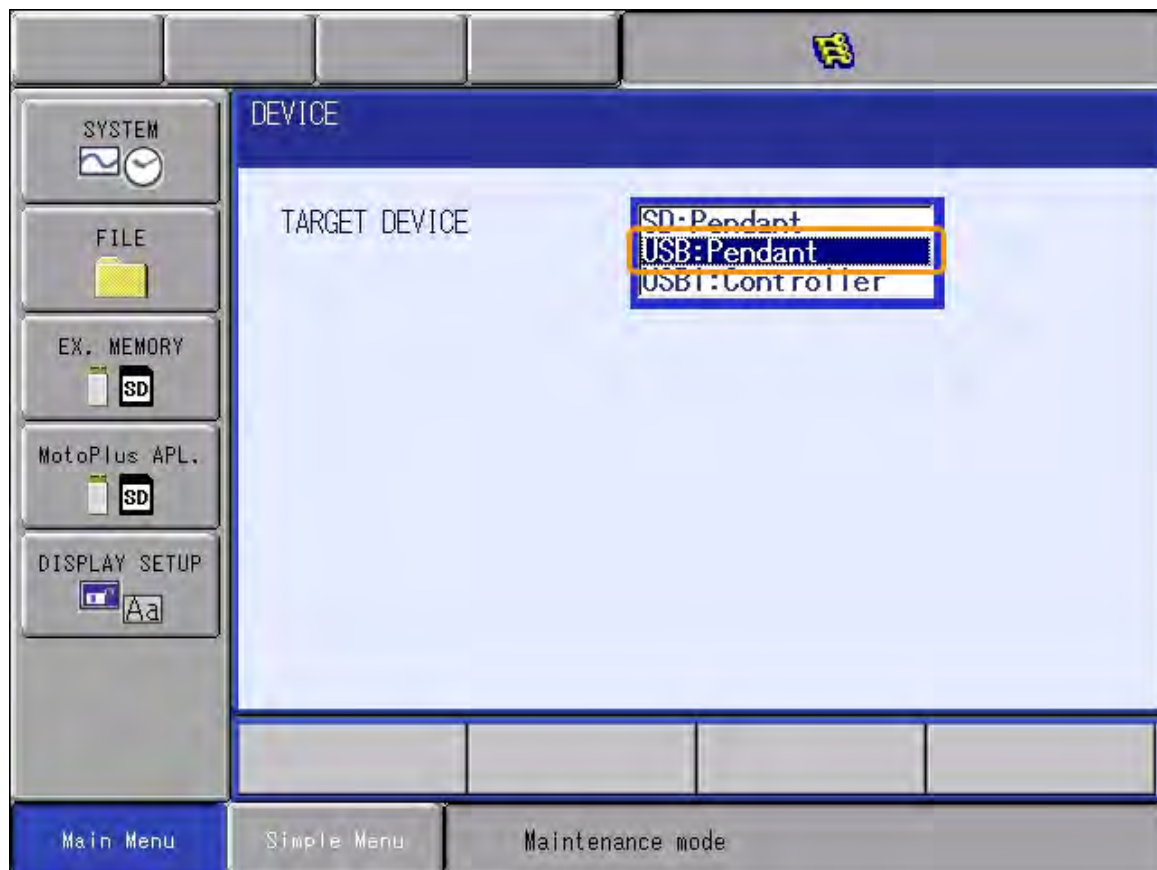 SYSTEM
FILE
EX. MEMORY
SD
MotoPlus APL.
SD
DISPLAY SETUP
Aa
DEVICE
TARGET DEVICE
SD:Pendant
USB:Pendant
USB1:Controller
Main Menu
Simple Menu
Maintenance mode